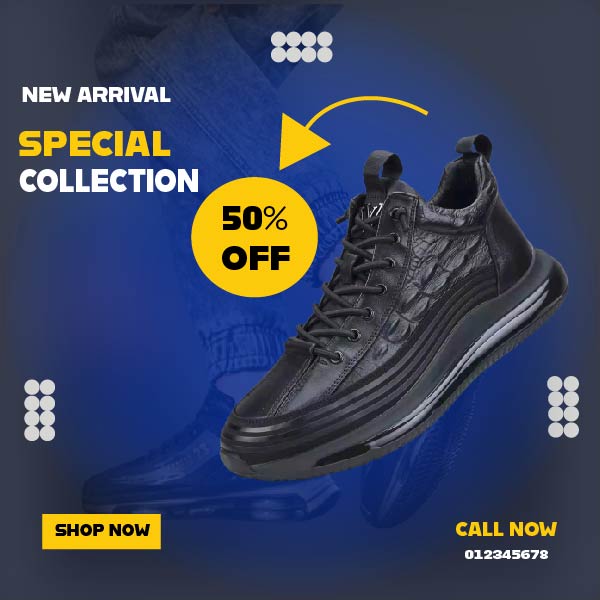 NEW ARRIVAL
SPECIAL
COLLECTION
50%
OFF
SHOP NOW
CALL NOW
012345678